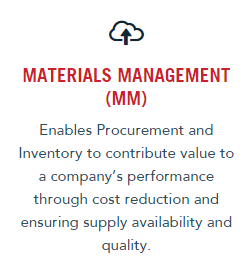 MATERIALS MANAGEMENT
(MM)
Enables Procurement and
Inventory to contribute value to
a company's performance
through cost reduction and
ensuring supply availability and
quality.